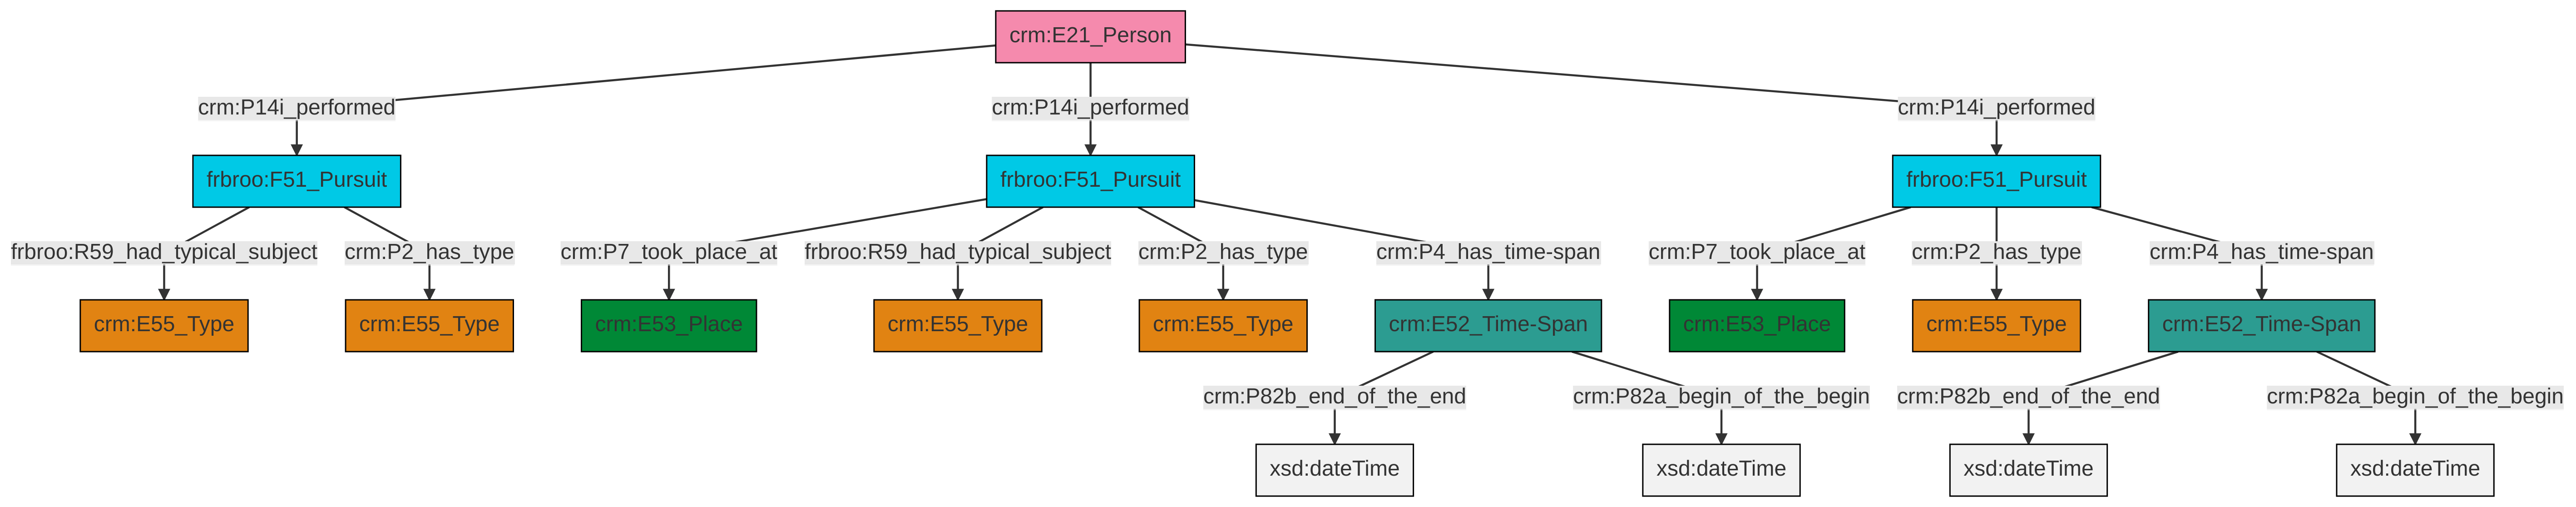 crm:E21_Person
crm:P14i_performed
crm:P14i_performed
crm:P14i_performed
frbroo:F51_Pursuit
frbroo:F51_Pursuit
frbroo:F51_Pursuit
frbroo:R59_had_typical_subject
crm:P2_has_type
crm:P7_took_place_at
frbroo:R59_had_typical_subject
crm:P2_has_type
crm:P4_has_time-span
crm:P7_took_place_at
crm:P2_has_type
crm:P4_has_time-span
crm:E55_Type
crm:E55_Type
crm:E53_Place
crm:E55_Type
crm:E55_Type
crm:E52_Time-Span
crm:E53_Place
crm:E55_Type
crm:E52_Time-Span
crm:P82b_end_of_the_end
crm:P82a_begin_of_the_begin
crm:P82b_end_of_the_end
crm:P82a_begin_of_the_begin
xsd:dateTime
xsd:dateTime
xsd:dateTime
xsd:dateTime